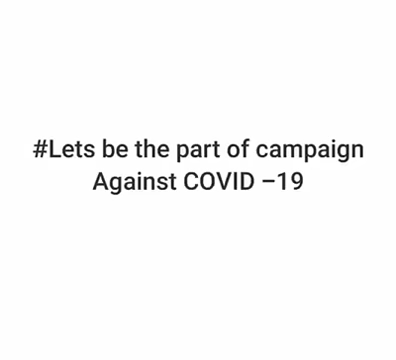 #Lets be the part of campaign
Against COVID –19